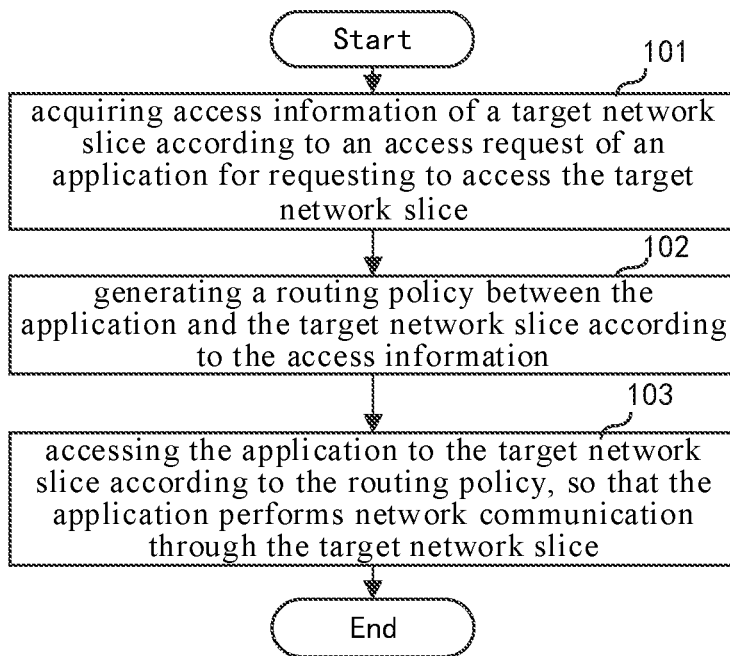 Start
101
acquiring access information of a target network
slice according to an access request of an
application for requesting to access the target
network slice
102
generating a routing policy between the
application and the target network slice according
to the access information
103
accessing the application to the target network
slice according to the routing policy, so that the
application performs network communication
through the target network slice
End